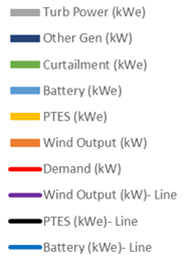 Turb Power (kWe)
Other Gen (kW)
Curtailment (kWe)
Battery (kWe)
PTES (kWe)
Wind Output (kW)
Demand (kW)
Wind Output (kW)- Line
PTES (kWe)- Line
Battery (kWe)- Line